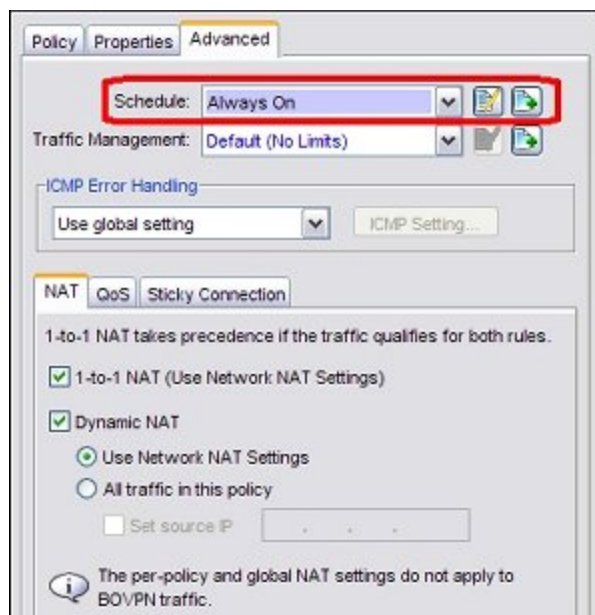 Policy Properties Advanced
Schedule: Always On
Traffic Management: Default (No Limits)
ICMP Error Handling
Use global setting ICMP Setting...
NAT QoS Sticky Connection
1-to-1 NAT takes precedence if the traffic qualifies for both rules.
1-to-1 NAT (Use Network NAT Settings)
Dynamic NAT
Use Network NAT Settings
All traffic in this policy
Set source IP . . .
The per-policy and global NAT settings do not apply to
BOVPN traffic.